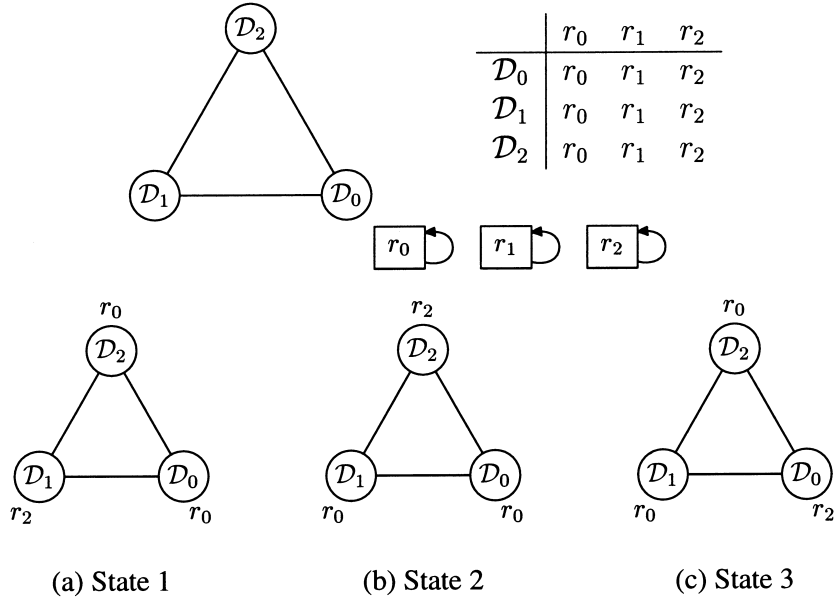 𝒟₂
𝒟₁ 𝒟₀
r₀ r₁ r₂
𝒟₀ r₀ r₁ r₂
𝒟₁ r₀ r₁ r₂
𝒟₂ r₀ r₁ r₂
r₀ r₁ r₂
r₀
𝒟₂
𝒟₁ 𝒟₀
r₂ r₀
(a) State 1
r₂
𝒟₂
𝒟₁ 𝒟₀
r₀ r₀
(b) State 2
r₀
𝒟₂
𝒟₁ 𝒟₀
r₀ r₂
(c) State 3